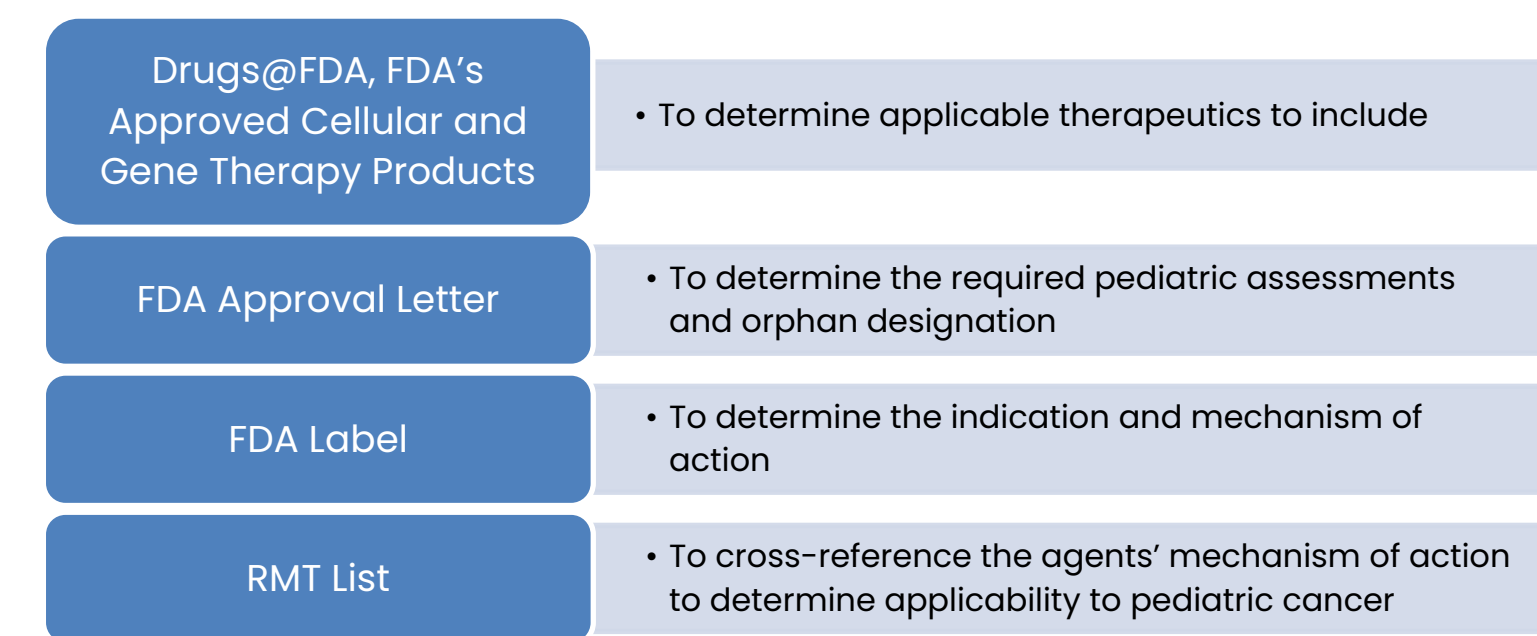 Drugs@FDA, FDA’s
Approved Cellular and
Gene Therapy Products
• To determine applicable therapeutics to include
FDA Approval Letter
• To determine the required pediatric assessments
and orphan designation
FDA Label
• To determine the indication and mechanism of
action
RMT List
• To cross-reference the agents’ mechanism of action
to determine applicability to pediatric cancer